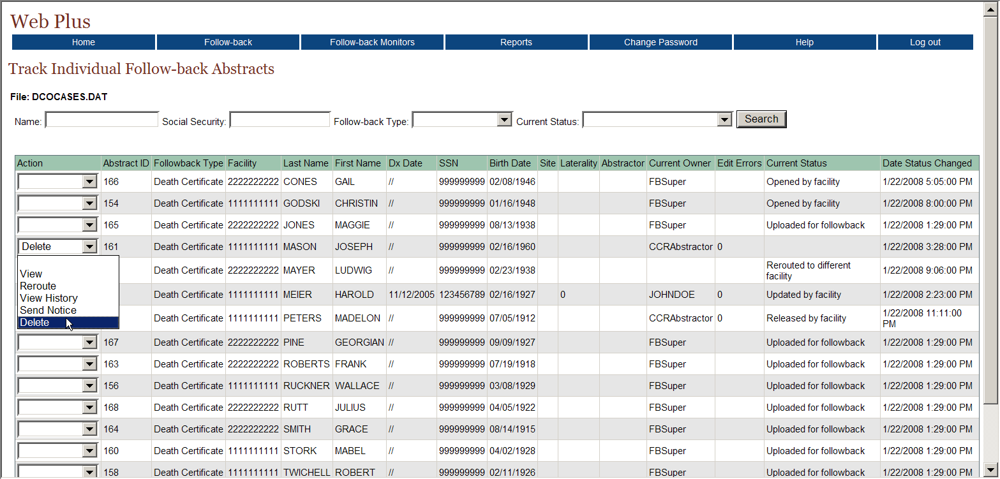 Web Plus
Home Follow-back Follow-back Monitors Reports Change Password Help Log out
Track Individual Follow-back Abstracts
File: DCOCASES.DAT
Name: Social Security: Follow-back Type: Current Status: Search
Action Abstract ID Followback Type Facility Last Name First Name Dx Date SSN Birth Date Site Laterality Abstractor Current Owner Edit Errors Current Status Date Status Changed
166 Death Certificate 2222222222 CONES GAIL // 999999999 02/08/1946 FBSuper Opened by facility 1/22/2008 5:05:00 PM
154 Death Certificate 1111111111 GODSKI CHRISTIN // 999999999 01/16/1948 FBSuper Opened by facility 1/22/2008 8:00:00 PM
165 Death Certificate 2222222222 JONES MAGGIE // 999999999 08/13/1938 FBSuper Uploaded for followback 1/22/2008 1:29:00 PM
Delete 161 Death Certificate 1111111111 MASON JOSEPH // 999999999 02/16/1960 CCRAbstractor 0 1/22/2008 3:28:00 PM
Death Certificate 2222222222 MAYER LUDWIG // 999999999 02/23/1938 Rerouted to different
facility 1/22/2008 9:06:00 PM
Death Certificate 1111111111 MEIER HAROLD 11/12/2005 123456789 02/16/1927 0 JOHNDOE 0 Updated by facility 1/22/2008 2:23:00 PM
Death Certificate 1111111111 PETERS MADELON // 999999999 07/05/1912 CCRAbstractor 0 Released by facility 1/22/2008 11:11:00
PM
View
Reroute
View History
Send Notice
Delete
167 Death Certificate 2222222222 PINE GEORGIAN // 999999999 09/09/1927 FBSuper Uploaded for followback 1/22/2008 1:29:00 PM
163 Death Certificate 2222222222 ROBERTS FRANK // 999999999 07/19/1918 FBSuper Uploaded for followback 1/22/2008 1:29:00 PM
156 Death Certificate 1111111111 RUCKNER WALLACE // 999999999 03/08/1929 FBSuper Uploaded for followback 1/22/2008 1:29:00 PM
168 Death Certificate 2222222222 RUTT JULIUS // 999999999 04/05/1922 FBSuper Uploaded for followback 1/22/2008 1:29:00 PM
164 Death Certificate 2222222222 SMITH GRACE // 999999999 08/14/1915 FBSuper Uploaded for followback 1/22/2008 1:29:00 PM
160 Death Certificate 1111111111 STORK MABEL // 999999999 04/02/1928 FBSuper Uploaded for followback 1/22/2008 1:29:00 PM
158 Death Certificate 1111111111 TWICHELL ROBERT // 999999999 02/11/1926 FBSuper Uploaded for followback 1/22/2008 1:29:00 PM